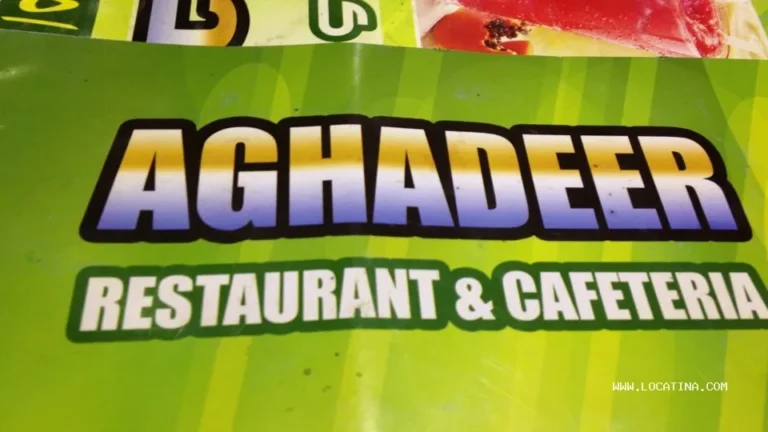 AGHADEER
RESTAURANT & CAFETERIA
WWW.LOCATINA.COM